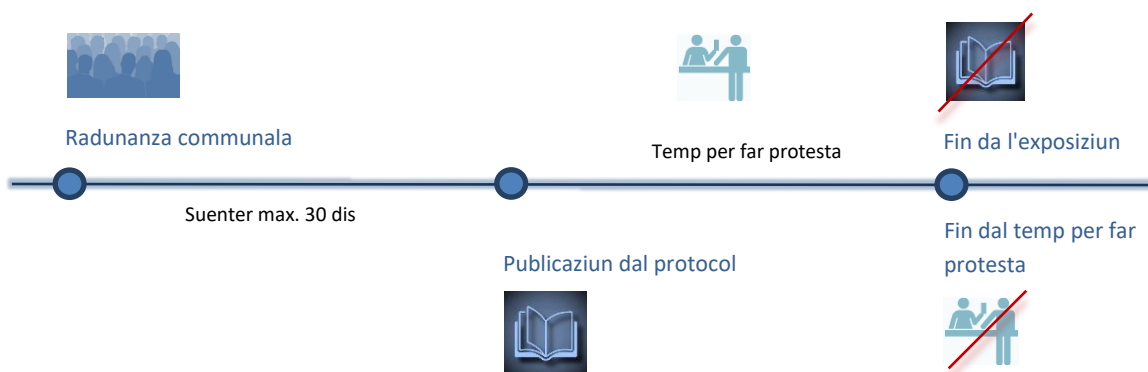 Radunanza communala
Temp per far protesta
Fin da l'exposiziun
Suenter max. 30 dis
Publicaziun dal protocol
Fin dal temp per far
protesta